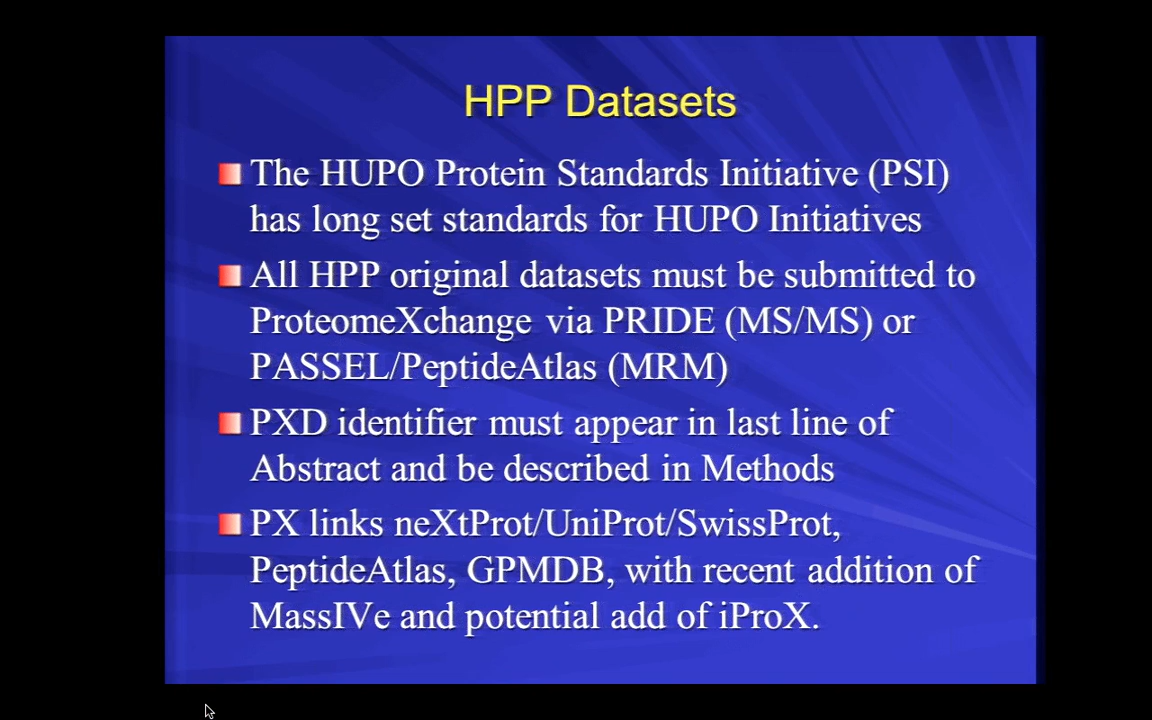 HPP Datasets
The HUPO Protein Standards Initiative (PSI)
has long set standards for HUPO Initiatives
All HPP original datasets must be submitted to
ProteomeXchange via PRIDE (MS/MS) or
PASSEL/PeptideAtlas (MRM)
PXD identifier must appear in last line of
Abstract and be described in Methods
PX links neXtProt/UniProt/SwissProt,
PeptideAtlas, GPMDB, with recent addition of
MassIVe and potential add of iProX.